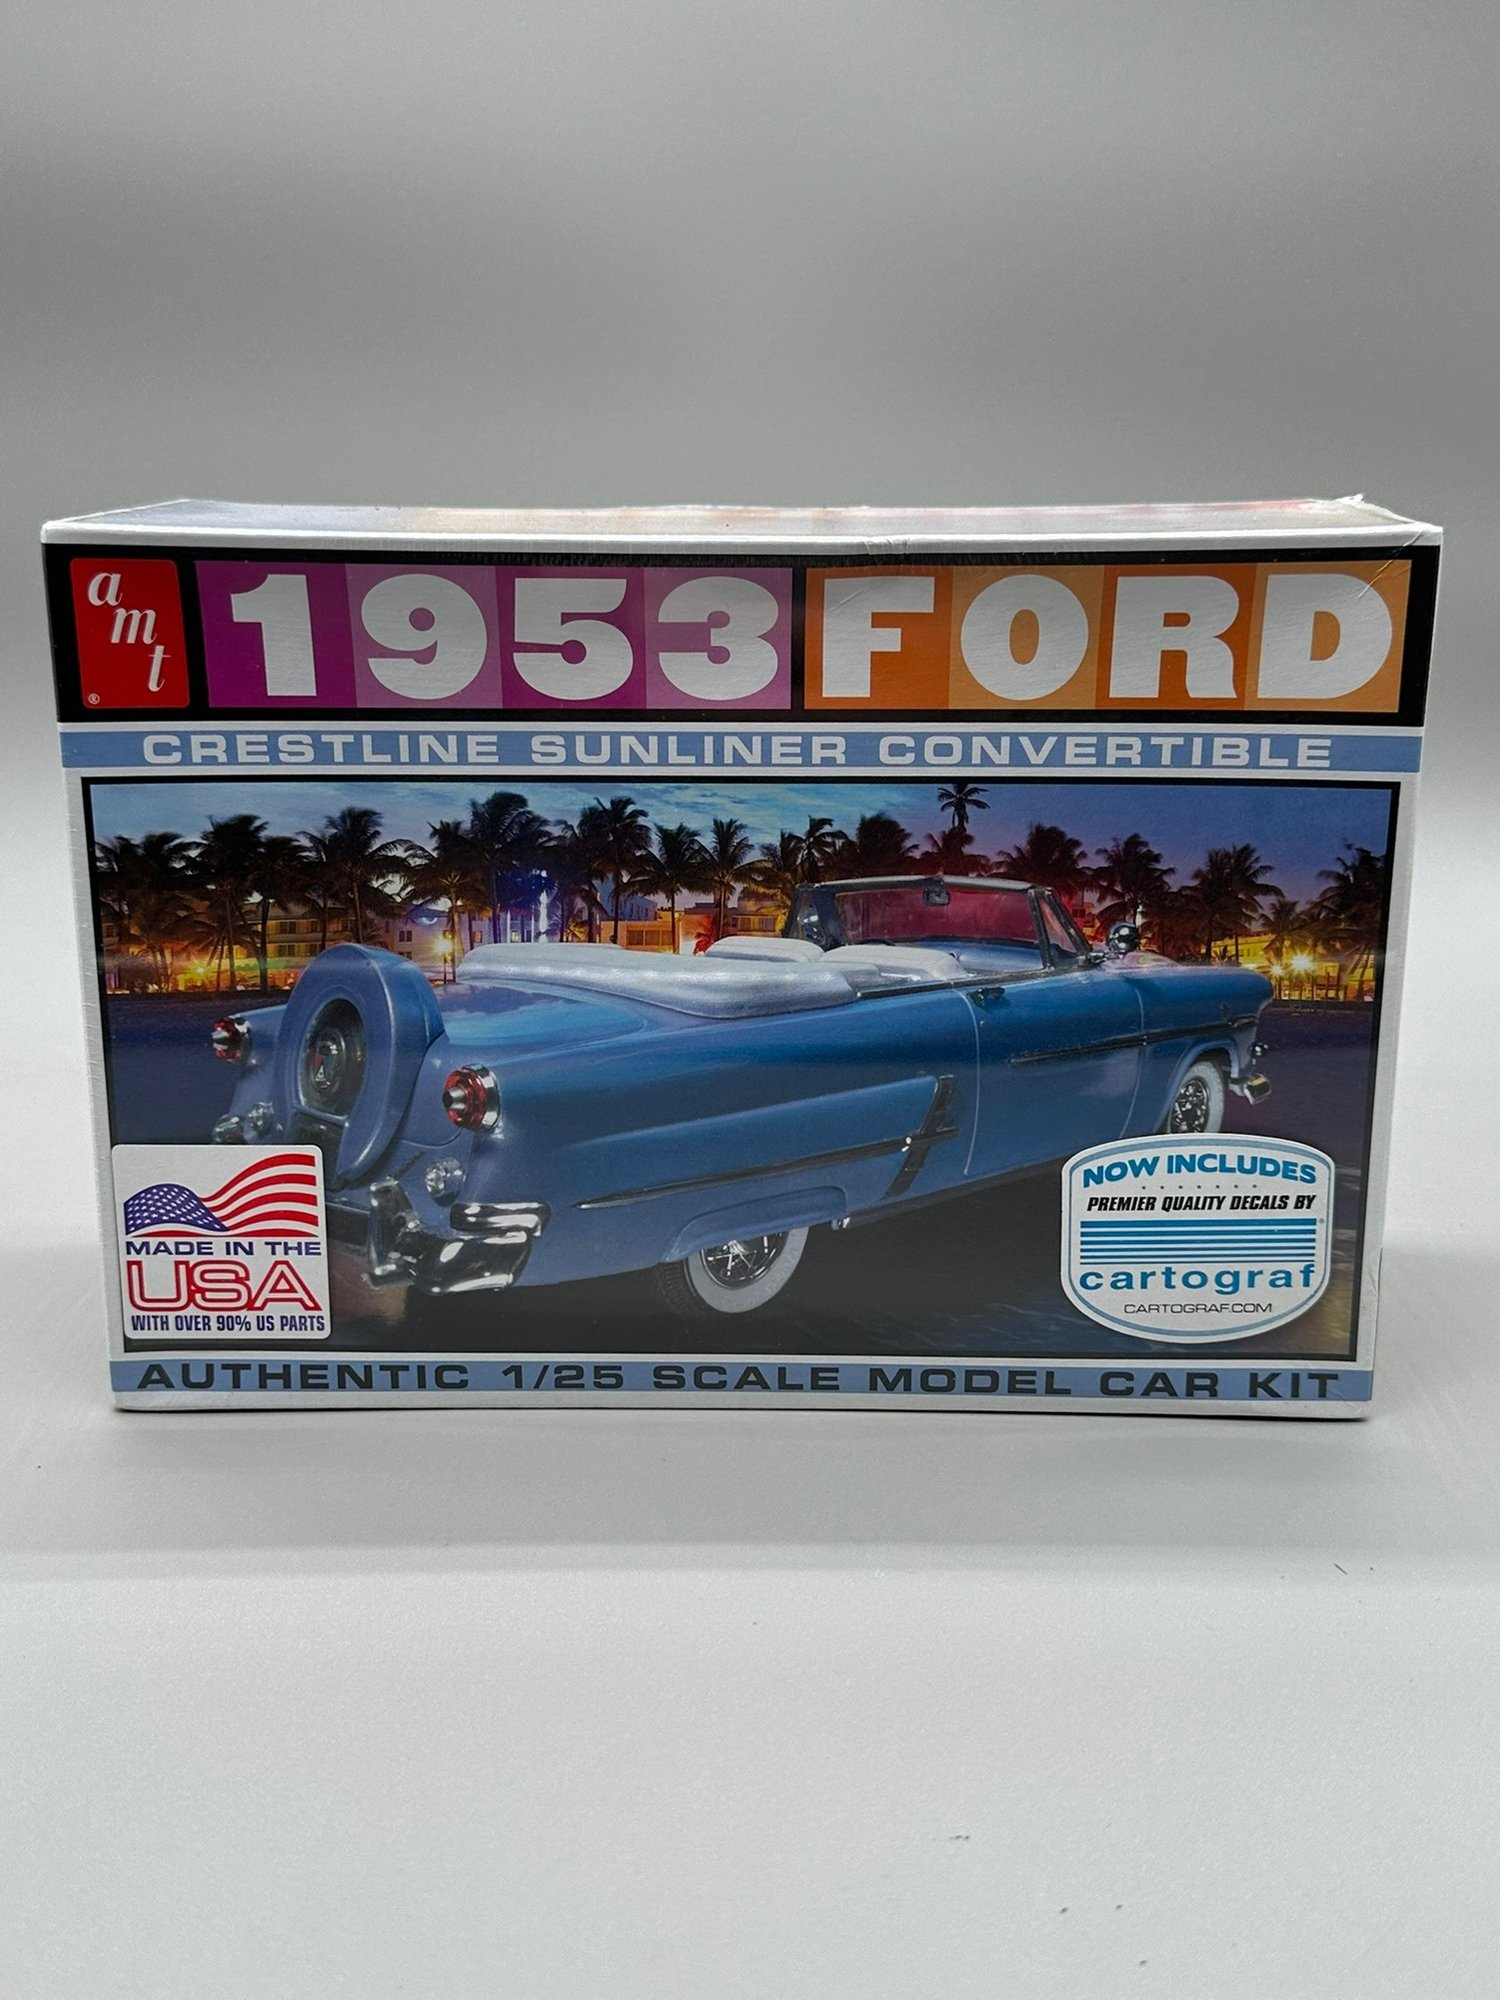 amt
®
1953 FORD
CRESTLINE SUNLINER CONVERTIBLE
MADE IN THE
USA
WITH OVER 90% US PARTS
NOW INCLUDES
PREMIER QUALITY DECALS BY
cartograf
CARTOGRAF.COM
AUTHENTIC 1/25 SCALE MODEL CAR KIT